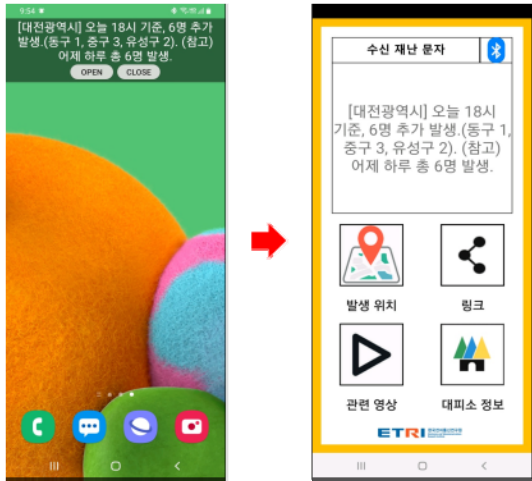 9:54
[대전광역시] 오늘 18시 기준, 6명 추가
발생.(동구 1, 중구 3, 유성구 2). (참고)
어제 하루 총 6명 발생.
OPEN CLOSE
수신 재난 문자
[대전광역시] 오늘 18시
기준, 6명 추가 발생.(동구 1,
중구 3, 유성구 2). (참고)
어제 하루 총 6명 발생.
발생 위치 링크
관련 영상 대피소 정보
ETRI